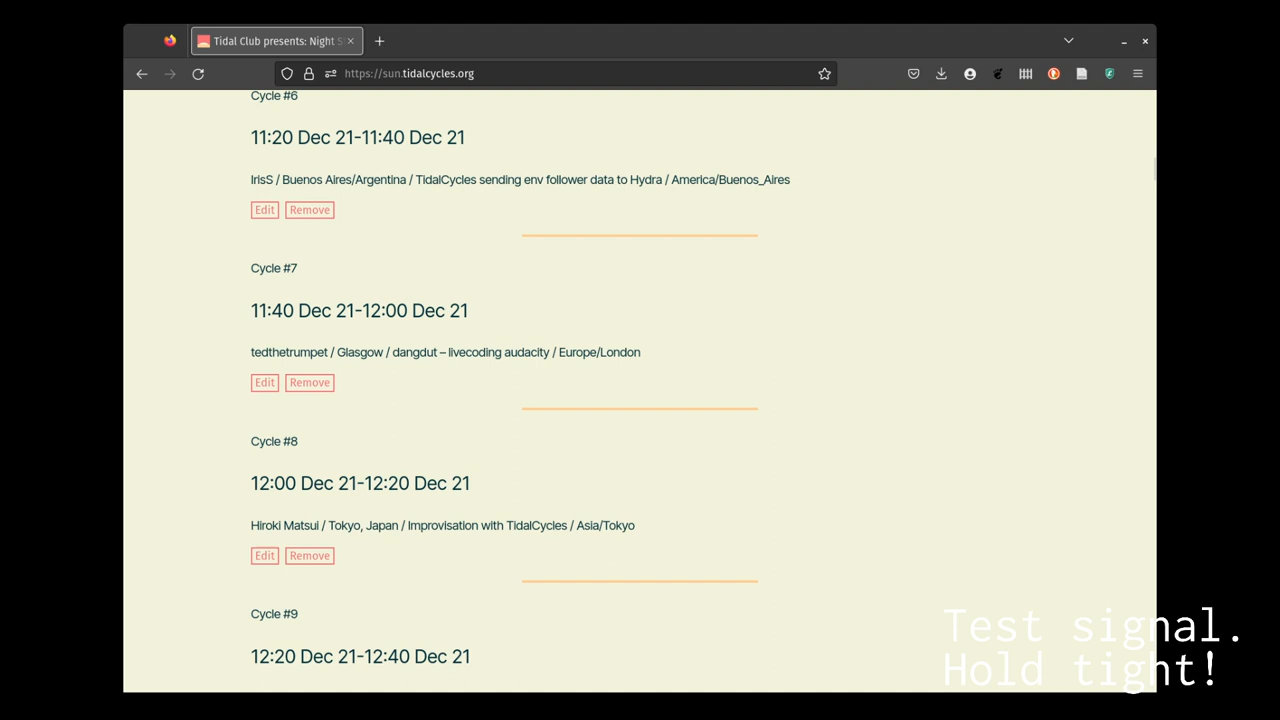 Tidal Club presents: Night S
https://sun.tidalcycles.org
Cycle #6
11:20 Dec 21-11:40 Dec 21
IrisS / Buenos Aires/Argentina / TidalCycles sending env follower data to Hydra / America/Buenos_Aires
Edit Remove
Cycle #7
11:40 Dec 21-12:00 Dec 21
tedthetrumpet / Glasgow / dangdut – livecoding audacity / Europe/London
Edit Remove
Cycle #8
12:00 Dec 21-12:20 Dec 21
Hiroki Matsui / Tokyo, Japan / Improvisation with TidalCycles / Asia/Tokyo
Edit Remove
Cycle #9
12:20 Dec 21-12:40 Dec 21
Test signal.
Hold tight!